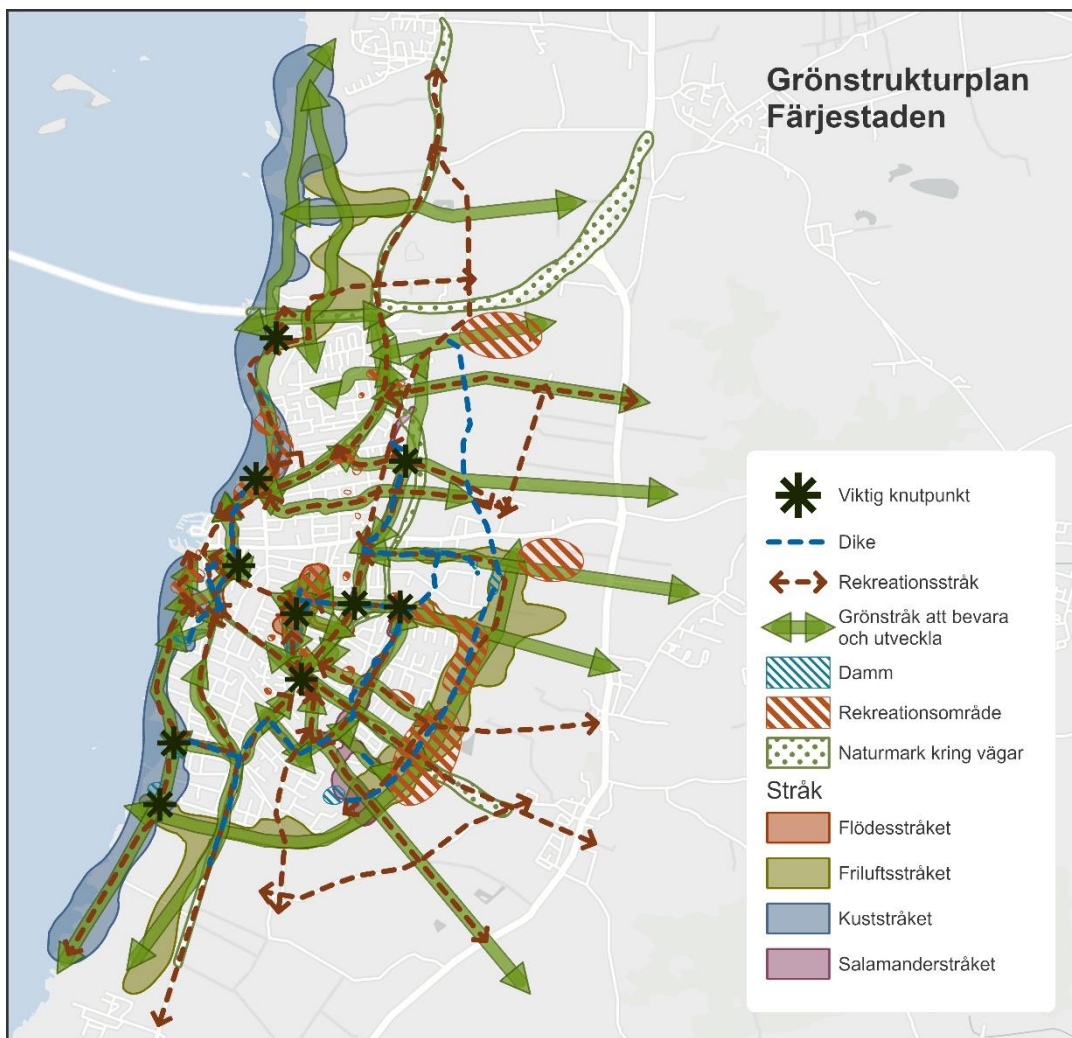 Grönstrukturplan
Färjestaden
Viktig knutpunkt
Dike
Rekreationsstråk
Grönstråk att bevara
och utveckla
Damm
Rekreationsområde
Naturmark kring vägar
Stråk
Flödesstråket
Friluftsstråket
Kuststråket
Salamanderstråket